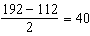 (192 − 112)/2 = 40